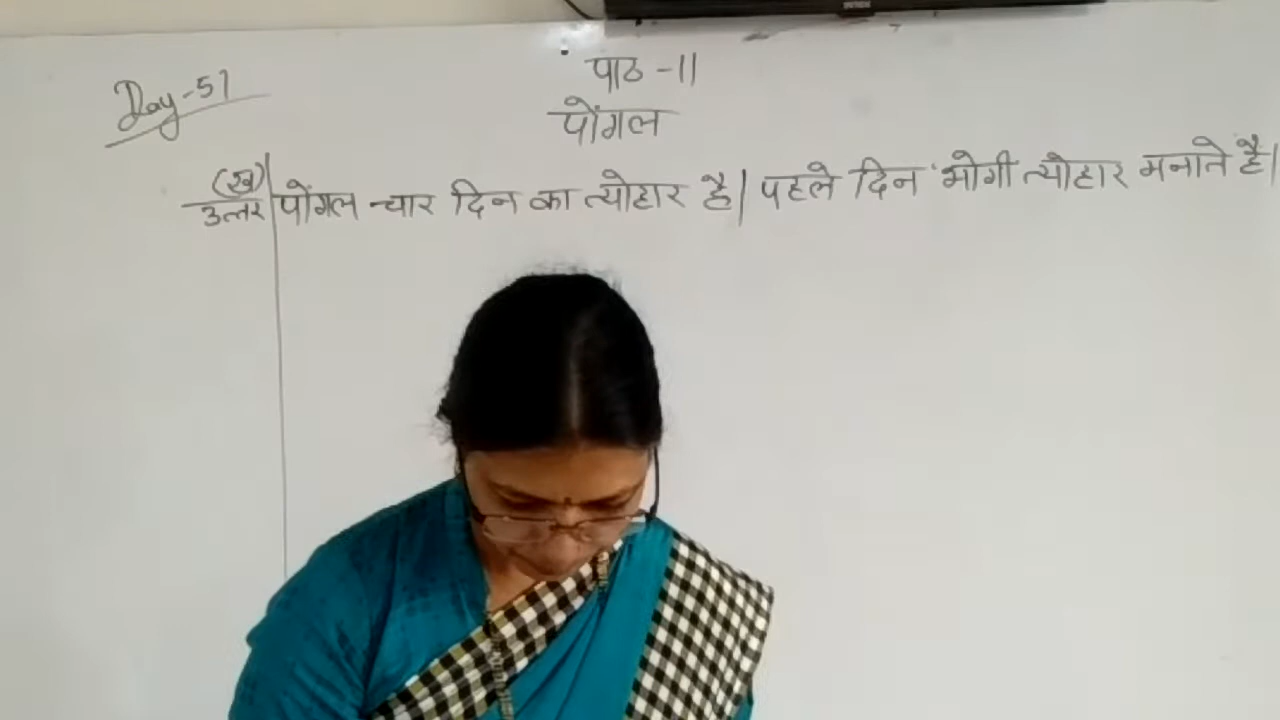 Day-51
पाठ-11
पोंगल
(ख)
उत्तर पोंगल चार दिन का त्योहार है| पहले दिन भोगी त्योहार मनाते है|